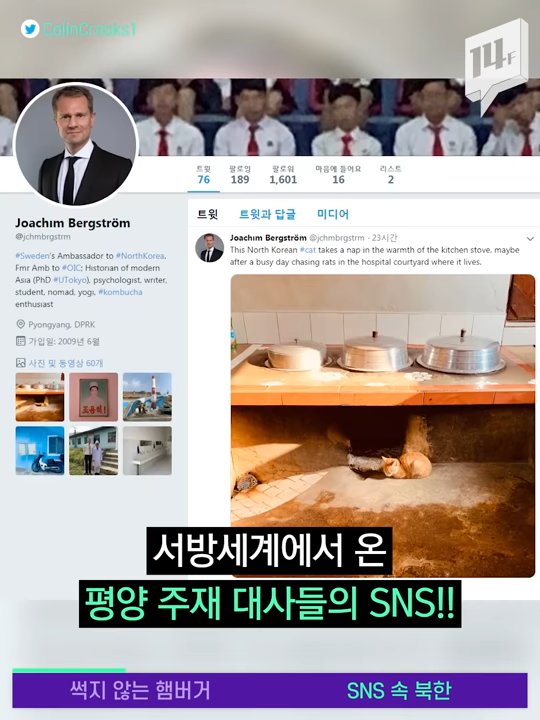 CollinCrooks1
14F
트윗 팔로잉 팔로워 마음에 들어요 리스트
76 189 1,601 16 2
Joachım Bergström
@jchmbrgstrm
#Sweden's Ambassador to #NorthKorea.
Fmr Amb to #OIC; Historian of modern
Asia (PhD #UTokyo), psychologist, writer,
student, nomad, yogi, #kombucha
enthusiast
Pyongyang, DPRK
가입일: 2009년 6월
사진 및 동영상 60개
트윗 트윗과 답글 미디어
Joachım Bergström @jchmbrgstrm · 23시간
This North Korean #cat takes a nap in the warmth of the kitchen stove. maybe
after a busy day chasing rats in the hospital courtyard where it lives.
서방세계에서 온
평양 주재 대사들의 SNS!!
썩지 않는 햄버거 SNS 속 북한